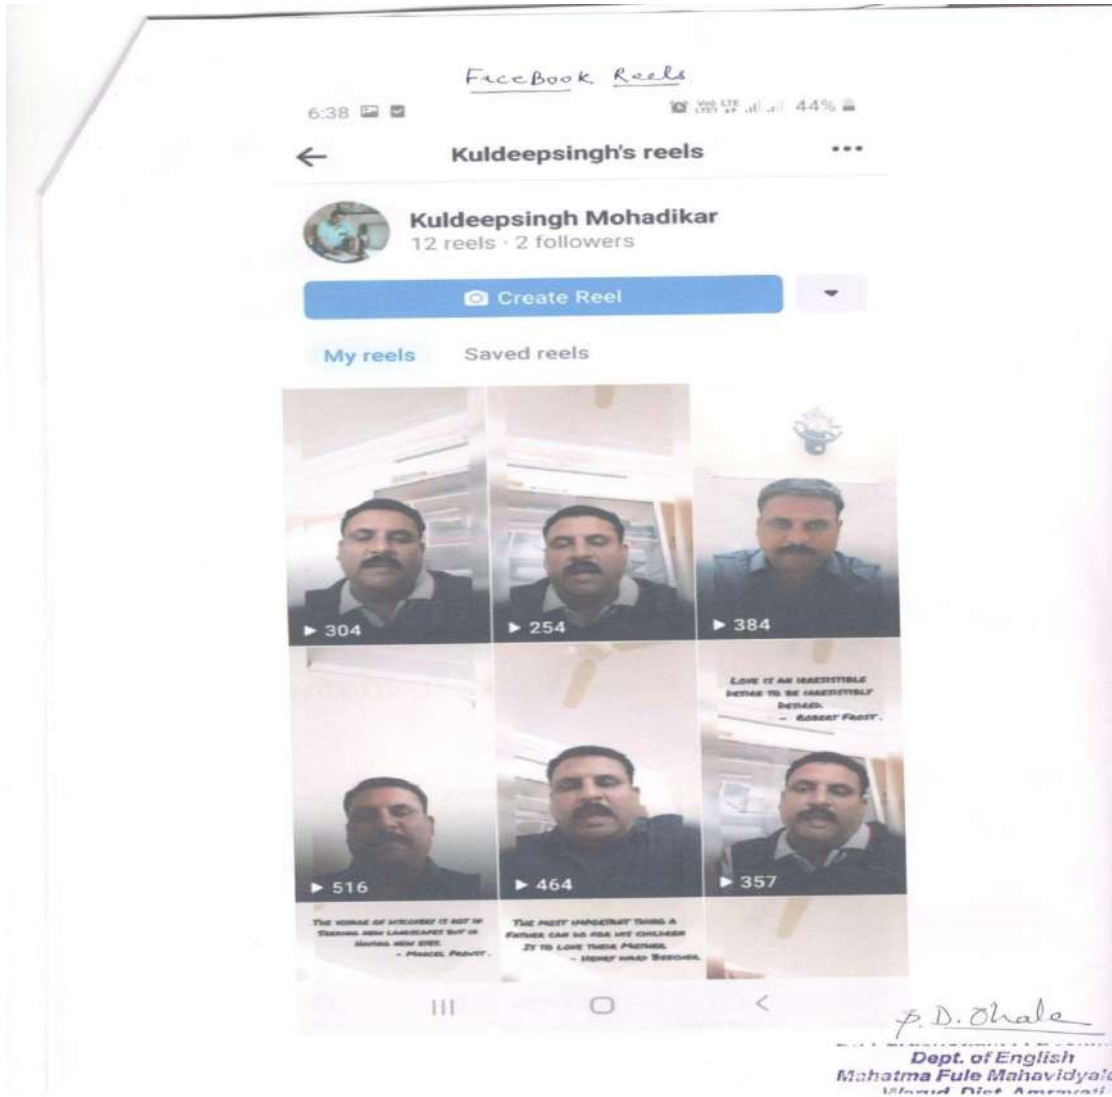 FaceBook Reels
6:38 44%
Kuldeepsingh's reels
Kuldeepsingh Mohadikar
12 reels · 2 followers
Create Reel
My reels Saved reels
304 254 384
LOVE IS AN IRRESISTIBLE
DESIRE TO BE IRRESISTIBLY
DESIRED.
- ROBERT FROST.
516 464 357
THE VOYAGE OF DISCOVERY IS NOT IN
SEEKING NEW LANDSCAPES BUT IN
HAVING NEW EYES
- MARCEL PROUST.
THE MOST IMPORTANT THING A
FATHER CAN DO FOR HIS CHILDREN
IS TO LOVE THEIR MOTHER
- HENRY WARD BEECHER
P. D.
Dept. of English
Mahatma Fule Mahavidyala
Dist. Amravati